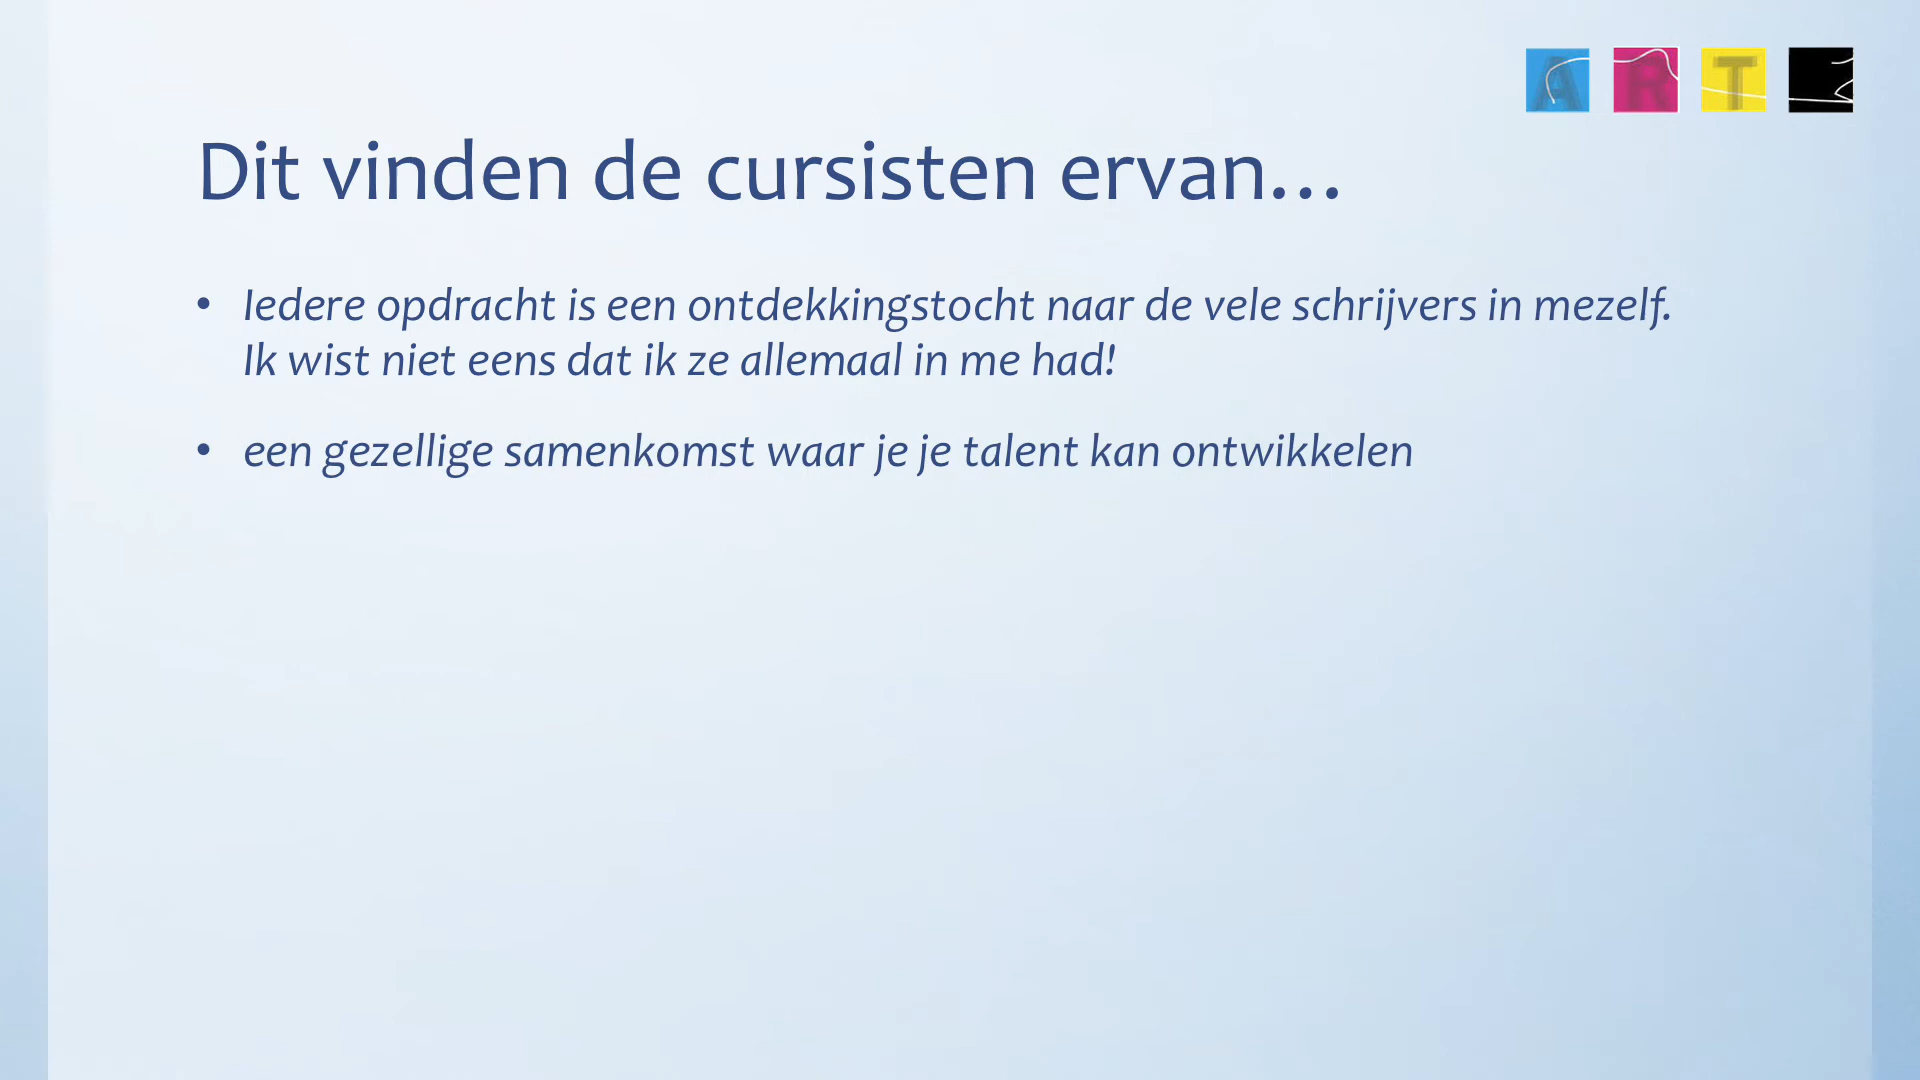 A R T
Dit vinden de cursisten ervan…
• Iedere opdracht is een ontdekkingstocht naar de vele schrijvers in mezelf.
Ik wist niet eens dat ik ze allemaal in me had!
• een gezellige samenkomst waar je je talent kan ontwikkelen